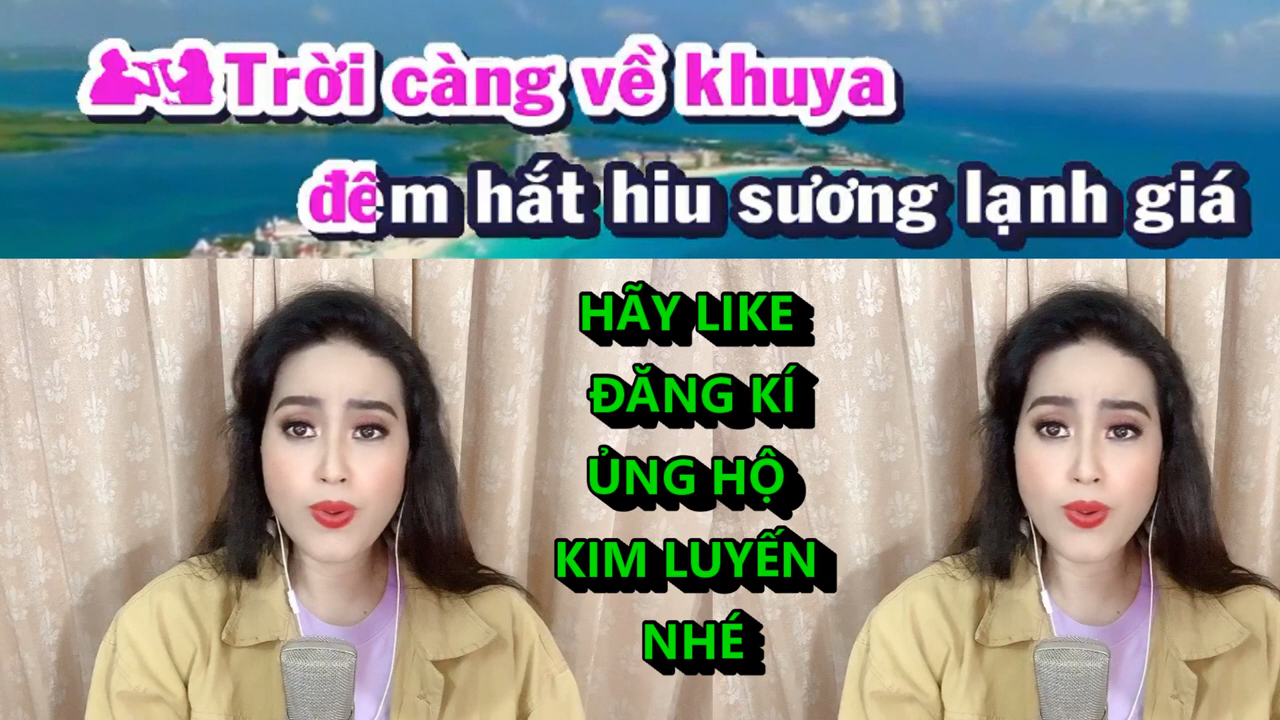 Trời càng về khuya
đêm hắt hiu sương lạnh giá
HÃY LIKE
ĐĂNG KÍ
ỦNG HỘ
KIM LUYẾN
NHÉ